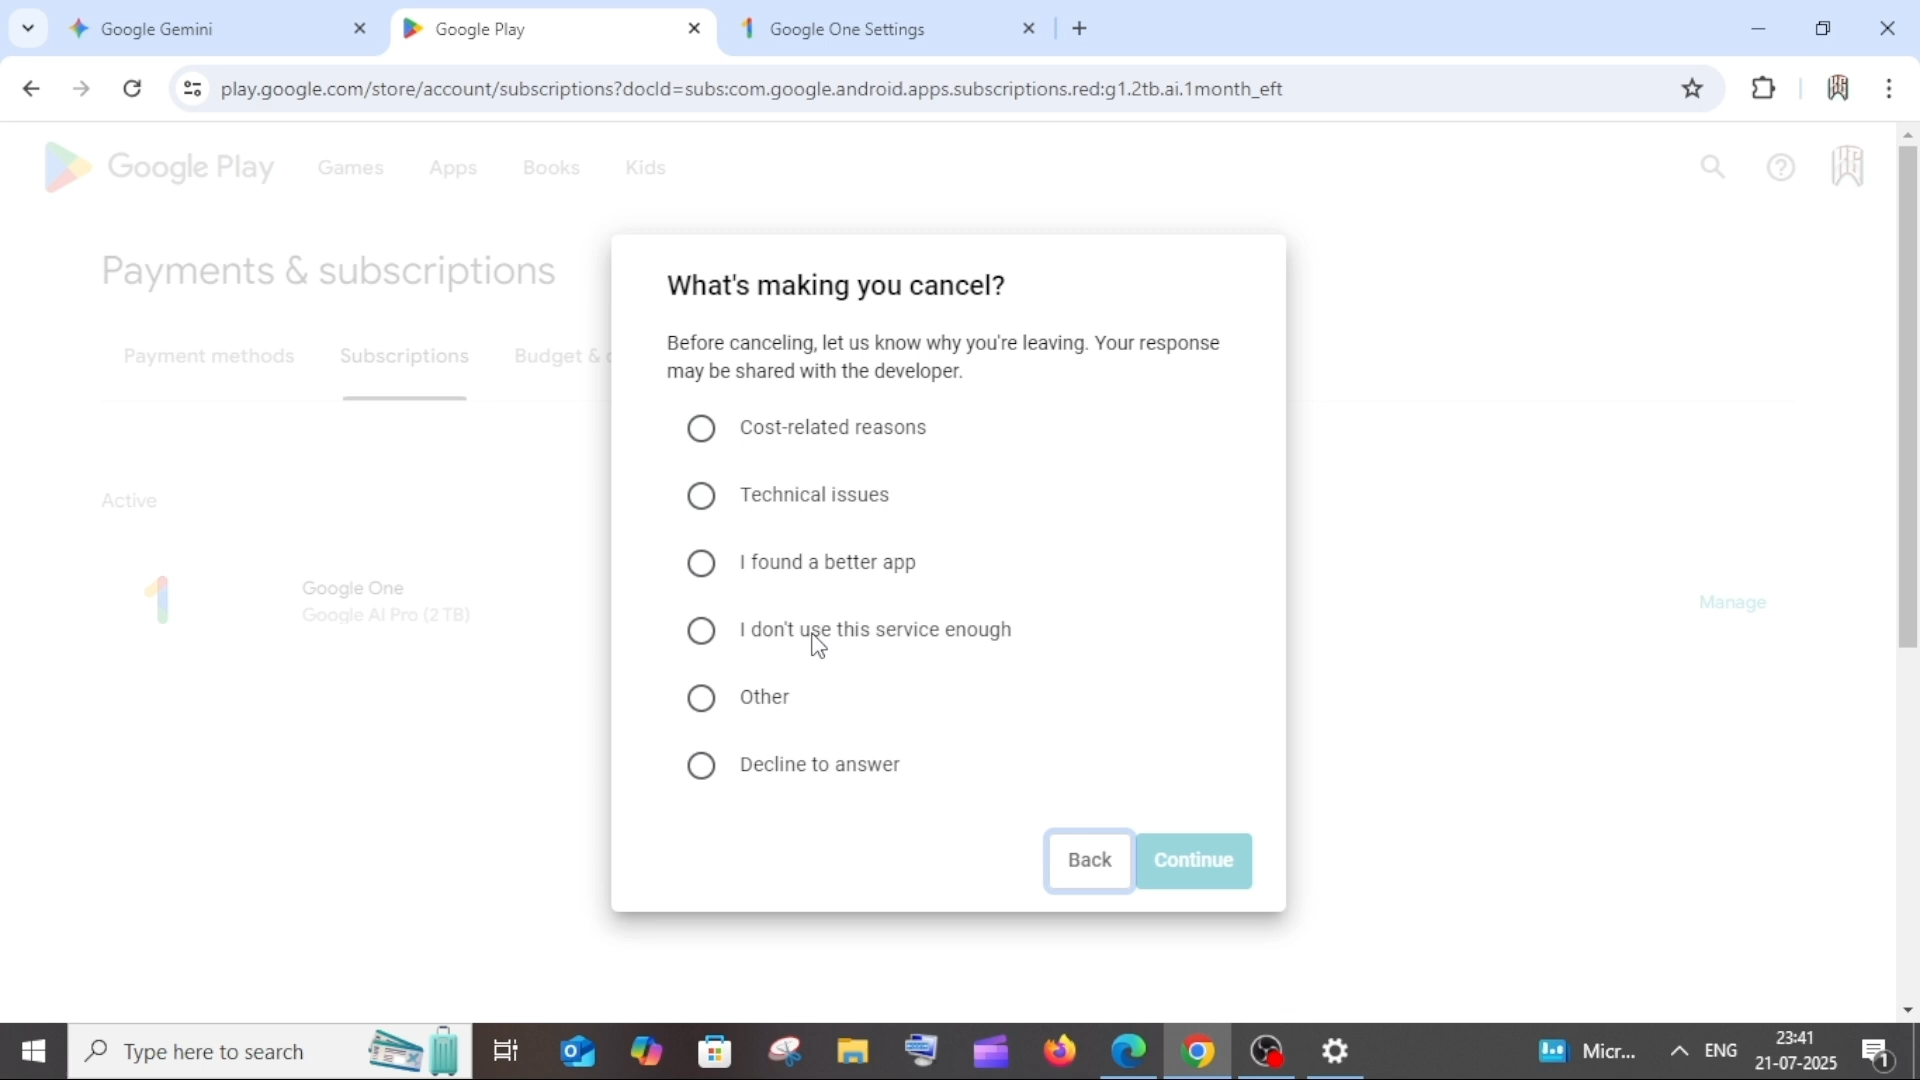 Google Gemini
Google Play
Google One Settings
play.google.com/store/account/subscriptions?docId=subs:com.google.android.apps.subscriptions.red:g1.2tb.ai.1month_eft
Google Play
Games
Apps
Books
Kids
Payments & subscriptions
Payment methods
Subscriptions
Budget &
Active
Google One
Google AI Pro (2 TB)
Manage
What's making you cancel?
Before canceling, let us know why you're leaving. Your response
may be shared with the developer.
Cost-related reasons
Technical issues
I found a better app
I don't use this service enough
Other
Decline to answer
Back
Continue
Type here to search
Micr...
ENG
23:41
21-07-2025
1